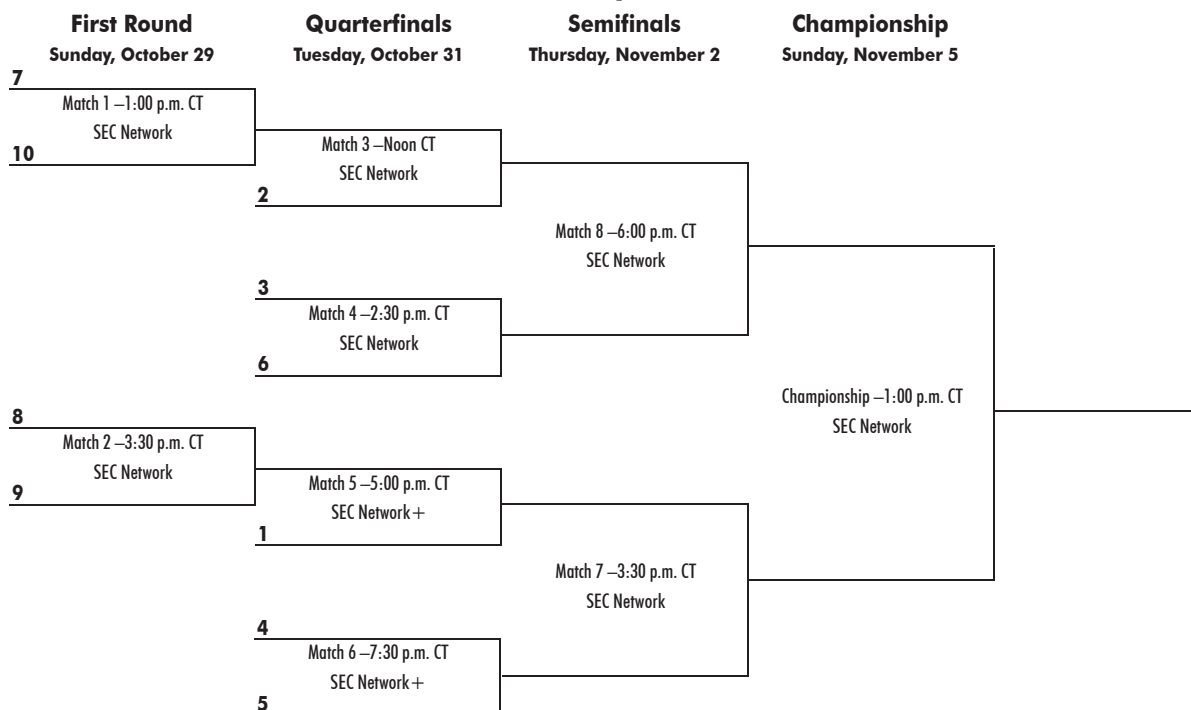 First Round
Sunday, October 29
Quarterfinals
Tuesday, October 31
Semifinals
Thursday, November 2
Championship
Sunday, November 5
7
Match 1 –1:00 p.m. CT
SEC Network
10
Match 3 –Noon CT
SEC Network
2
Match 8 –6:00 p.m. CT
SEC Network
3
Match 4 –2:30 p.m. CT
SEC Network
6
Championship –1:00 p.m. CT
SEC Network
8
Match 2 –3:30 p.m. CT
SEC Network
9
Match 5 –5:00 p.m. CT
SEC Network+
1
Match 7 –3:30 p.m. CT
SEC Network
4
Match 6 –7:30 p.m. CT
SEC Network+
5